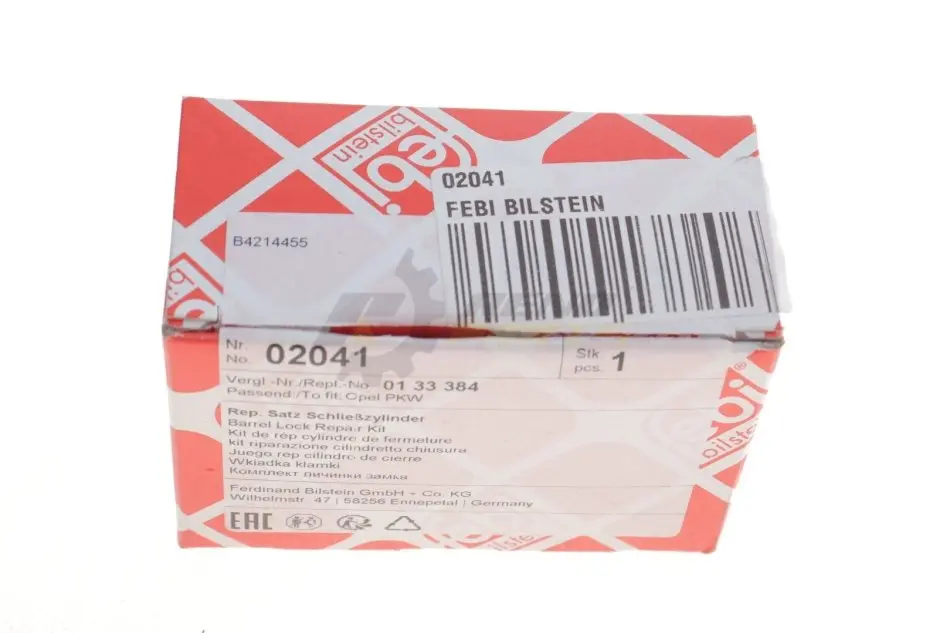 febi
bilstein
02041
FEBI BILSTEIN
B4214455
bilstein
Nr.
No. 02041
Stk
pcs. 1
Vergl.-Nr./Repl.-No. 01 33 384
Passend/To fit: Opel PKW
Rep. Satz Schließzylinder
Barrel Lock Repair Kit
Kit de rep cylindre de fermeture
kit riparazione cilindretto chiusura
Juego rep cilindro de cierre
Wkładka klamki
Комплект личинки замка
Ferdinand Bilstein GmbH + Co. KG
Wilhelmstr. 47 | 58256 Ennepetal | Germany
EAC
bi
oilstein
oilstein